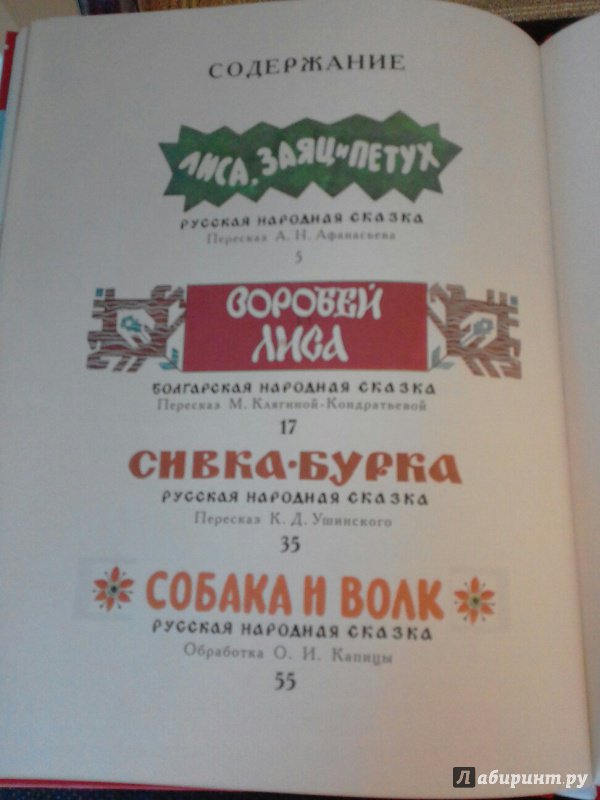 СОДЕРЖАНИЕ
ЛИСА, ЗАЯЦ И ПЕТУХ
РУССКАЯ НАРОДНАЯ СКАЗКА
Пересказ А. Н. Афанасьева
5
ВОРОБЕЙ
ЛИСА
БОЛГАРСКАЯ НАРОДНАЯ СКАЗКА
Пересказ М. Клягиной-Кондратьевой
17
СИВКА-БУРКА
РУССКАЯ НАРОДНАЯ СКАЗКА
Пересказ К. Д. Ушинского
35
СОБАКА И ВОЛК
РУССКАЯ НАРОДНАЯ СКАЗКА
Обработка О. И. Капицы
55
Лабиринт.ру